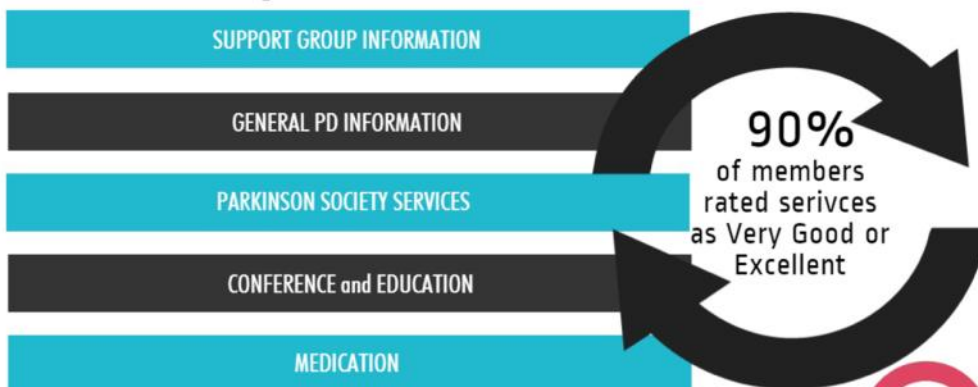 SUPPORT GROUP INFORMATION
GENERAL PD INFORMATION
PARKINSON SOCIETY SERVICES
CONFERENCE and EDUCATION
MEDICATION
90%
of members
rated serivces
as Very Good or
Excellent